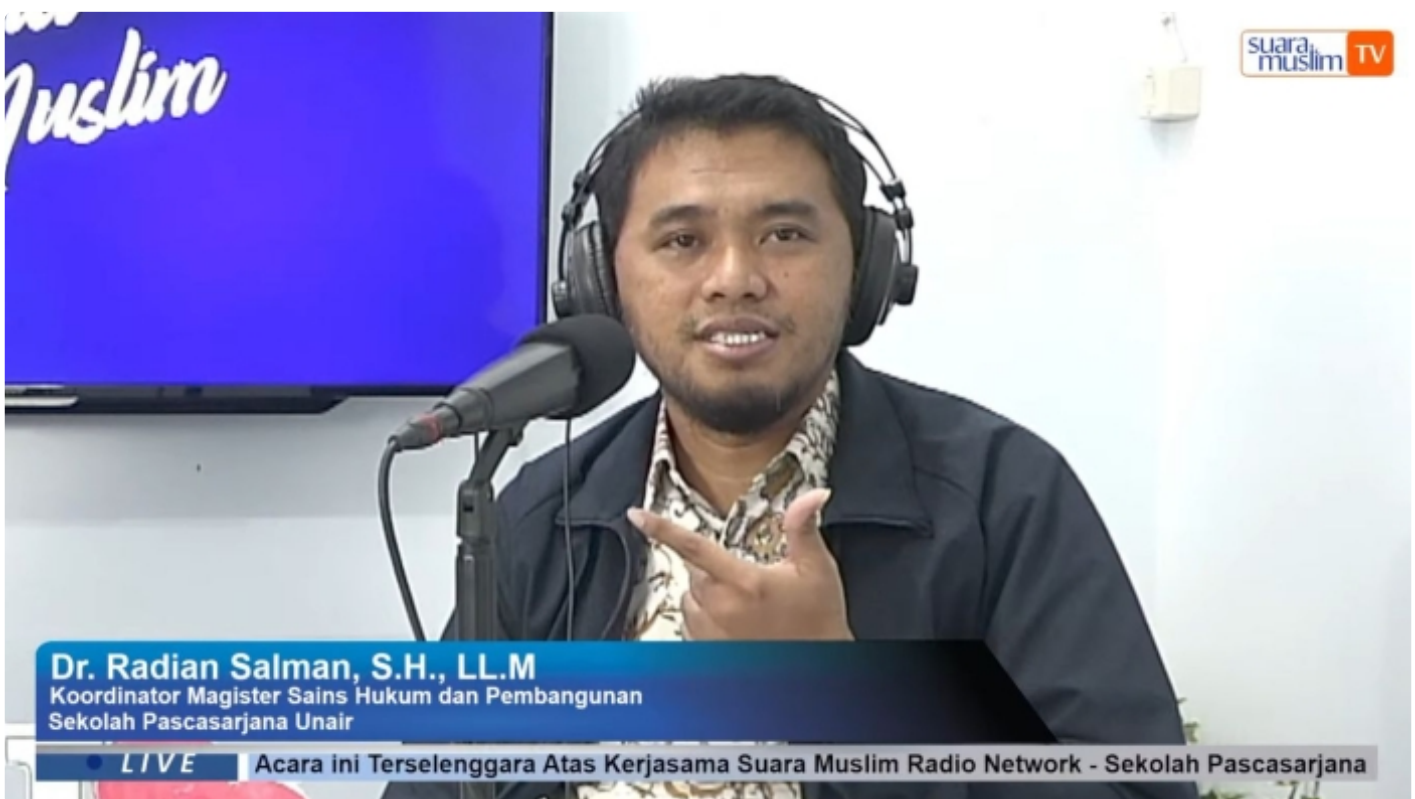 Muslim
suara
muslim TV
Dr. Radian Salman, S.H., LL.M
Koordinator Magister Sains Hukum dan Pembangunan
Sekolah Pascasarjana Unair
LIVE
Acara ini Terselenggara Atas Kerjasama Suara Muslim Radio Network - Sekolah Pascasarjana